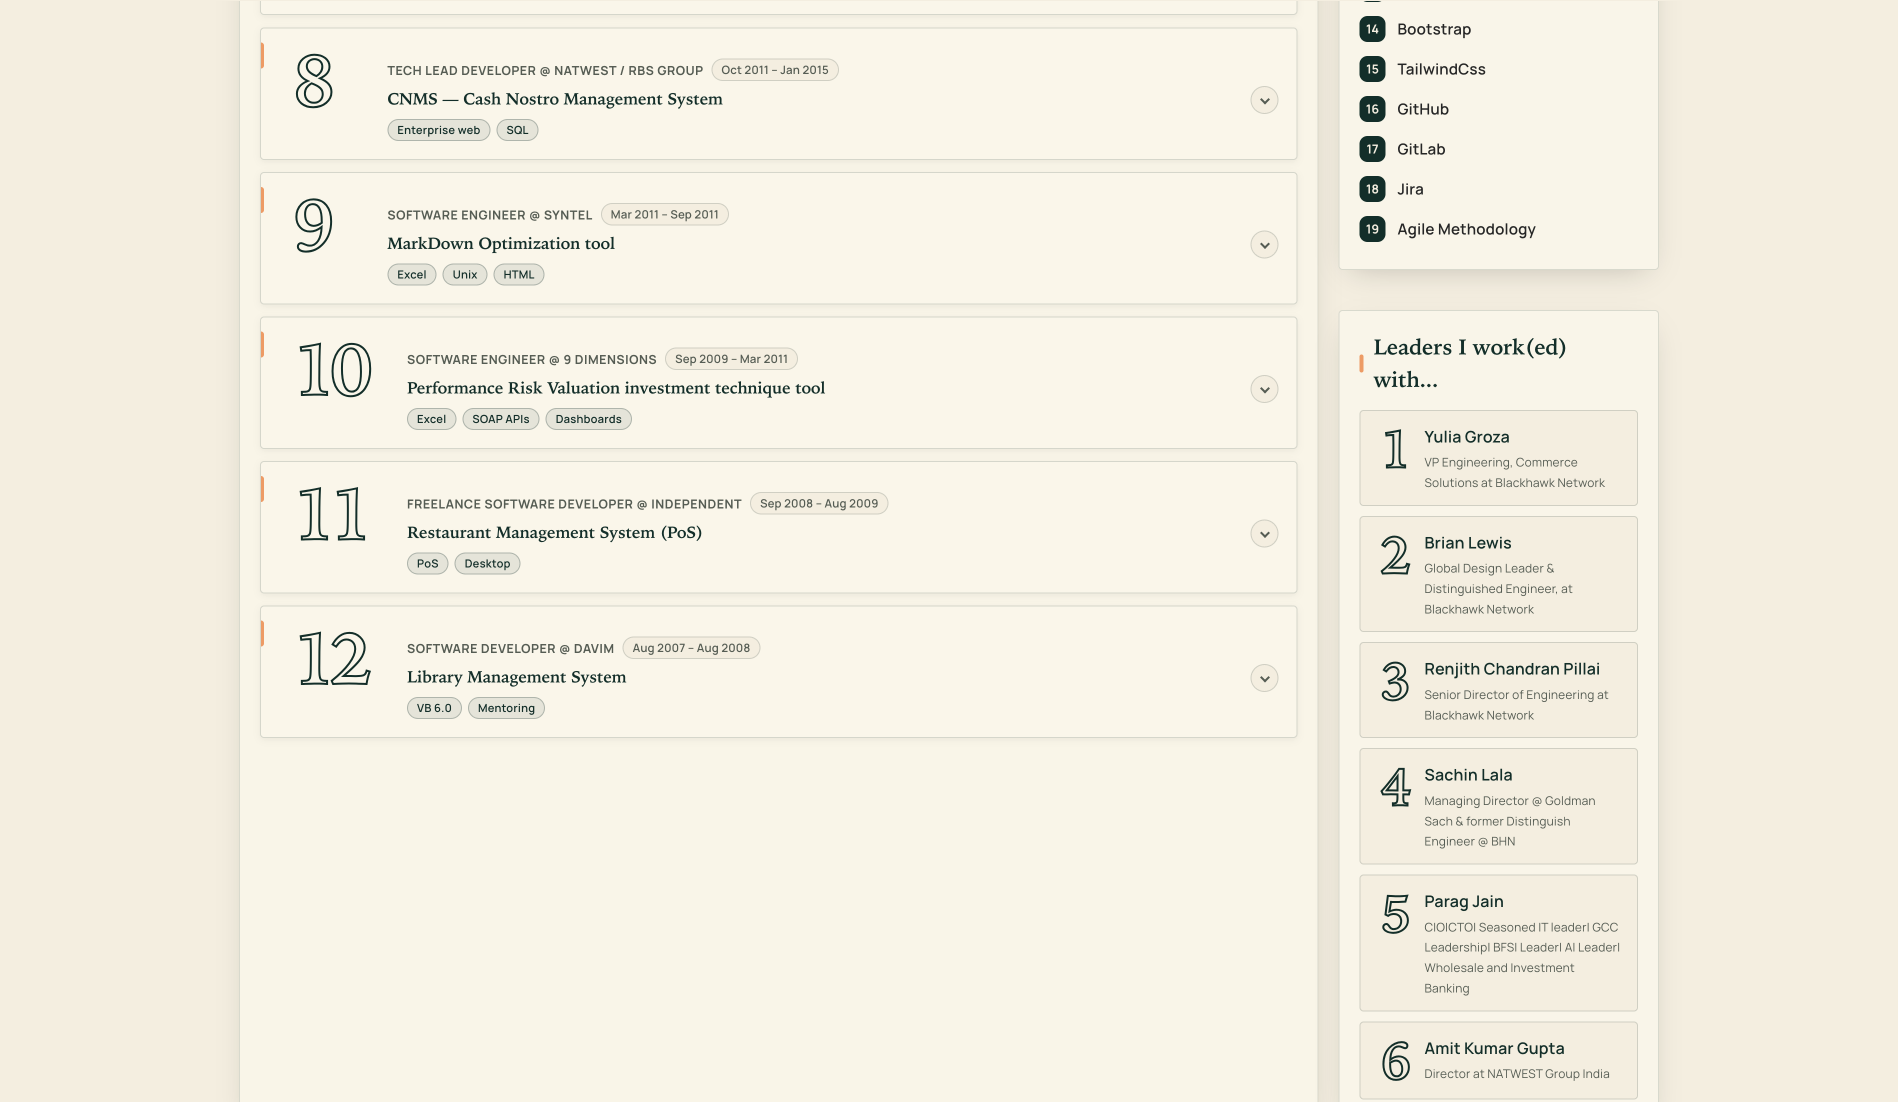 8
TECH LEAD DEVELOPER @ NATWEST / RBS GROUP Oct 2011 – Jan 2015
CNMS — Cash Nostro Management System
Enterprise web SQL
9
SOFTWARE ENGINEER @ SYNTEL Mar 2011 – Sep 2011
MarkDown Optimization tool
Excel Unix HTML
10
SOFTWARE ENGINEER @ 9 DIMENSIONS Sep 2009 – Mar 2011
Performance Risk Valuation investment technique tool
Excel SOAP APIs Dashboards
11
FREELANCE SOFTWARE DEVELOPER @ INDEPENDENT Sep 2008 – Aug 2009
Restaurant Management System (PoS)
PoS Desktop
12
SOFTWARE DEVELOPER @ DAVIM Aug 2007 – Aug 2008
Library Management System
VB 6.0 Mentoring
14 Bootstrap
15 TailwindCss
16 GitHub
17 GitLab
18 Jira
19 Agile Methodology
Leaders I work(ed)
with...
1
Yulia Groza
VP Engineering, Commerce
Solutions at Blackhawk Network
2
Brian Lewis
Global Design Leader &
Distinguished Engineer, at
Blackhawk Network
3
Renjith Chandran Pillai
Senior Director of Engineering at
Blackhawk Network
4
Sachin Lala
Managing Director @ Goldman
Sach & former Distinguish
Engineer @ BHN
5
Parag Jain
CIOICTOI Seasoned IT leaderI GCC
LeadershipI BFSI LeaderI AI LeaderI
Wholesale and Investment
Banking
6
Amit Kumar Gupta
Director at NATWEST Group India